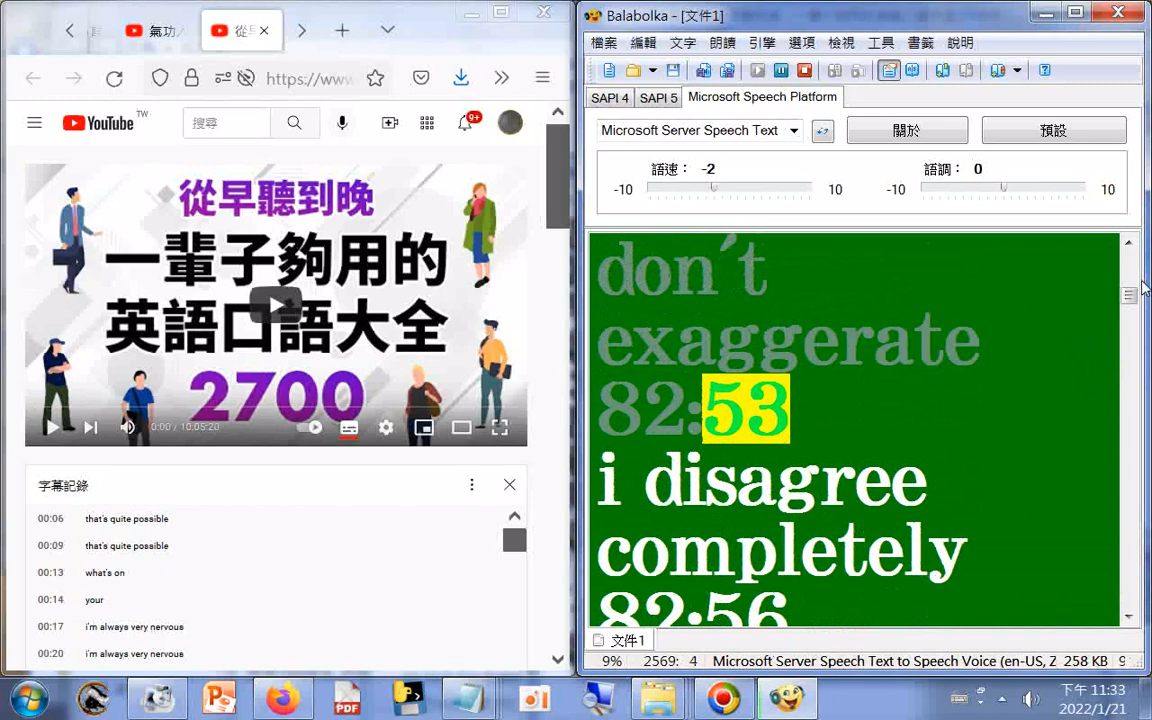 氣功人
從!
https://www
YouTube TW
搜尋
9+
從早聽到晚
一輩子夠用的
英語口語大全
2700
0:00 / 10:05:20
字幕記錄
00:06 that's quite possible
00:09 that's quite possible
00:13 what's on
00:14 your
00:17 i'm always very nervous
00:20 i'm always very nervous
Balabolka - [文件1]
檔案 編輯 文字 朗讀 引擎 選項 檢視 工具 書籤 說明
SAPI 4 SAPI 5 Microsoft Speech Platform
Microsoft Server Speech Text 關於 預設
語速： -2 語調： 0
-10 10 -10 10
don't
exaggerate
82:53
i disagree
completely
82:56
文件1
9% 2569: 4 Microsoft Server Speech Text to Speech Voice (en-US, Z 258 KB
下午 11:33
2022/1/21